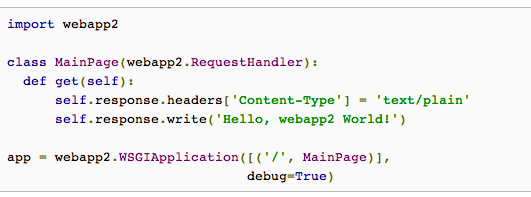 import webapp2

class MainPage(webapp2.RequestHandler):
  def get(self):
      self.response.headers['Content-Type'] = 'text/plain'
      self.response.write('Hello, webapp2 World!')

app = webapp2.WSGIApplication([('/', MainPage)],
                              debug=True)